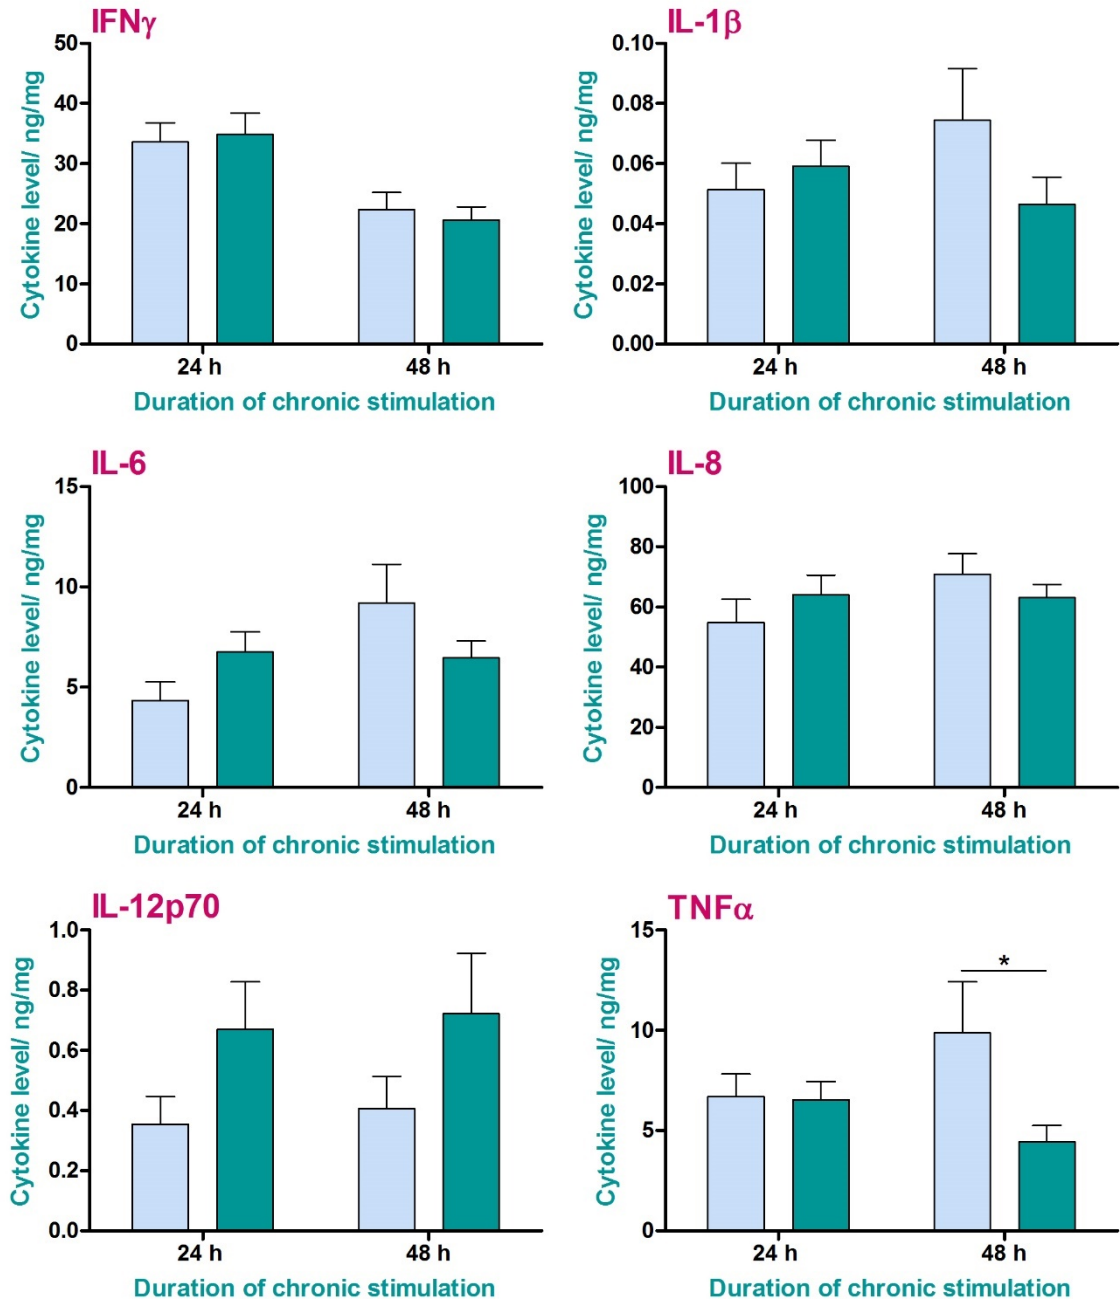 IFNγ
Cytokine level/ ng/mg
50
40
30
20
10
0
24 h
48 h
Duration of chronic stimulation
IL-1β
Cytokine level/ ng/mg
0.10
0.08
0.06
0.04
0.02
0.00
24 h
48 h
Duration of chronic stimulation
IL-6
Cytokine level/ ng/mg
15
10
5
0
24 h
48 h
Duration of chronic stimulation
IL-8
Cytokine level/ ng/mg
100
80
60
40
20
0
24 h
48 h
Duration of chronic stimulation
IL-12p70
Cytokine level/ ng/mg
1.0
0.8
0.6
0.4
0.2
0.0
24 h
48 h
Duration of chronic stimulation
TNFα
Cytokine level/ ng/mg
15
10
5
0
*
24 h
48 h
Duration of chronic stimulation